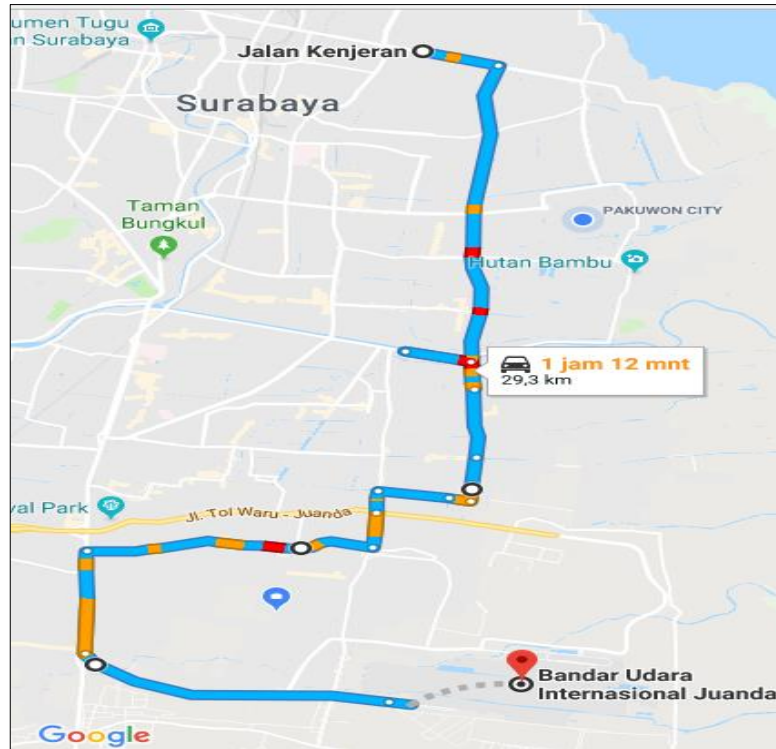 umen Tugu
n Surabaya
Jalan Kenjeran
Surabaya
Taman
Bungkul
PAKUWON CITY
Hutan Bambu
1 jam 12 mnt
29,3 km
yal Park
Jl. Tol Waru - Juanda
Bandar Udara
Internasional Juanda
Google